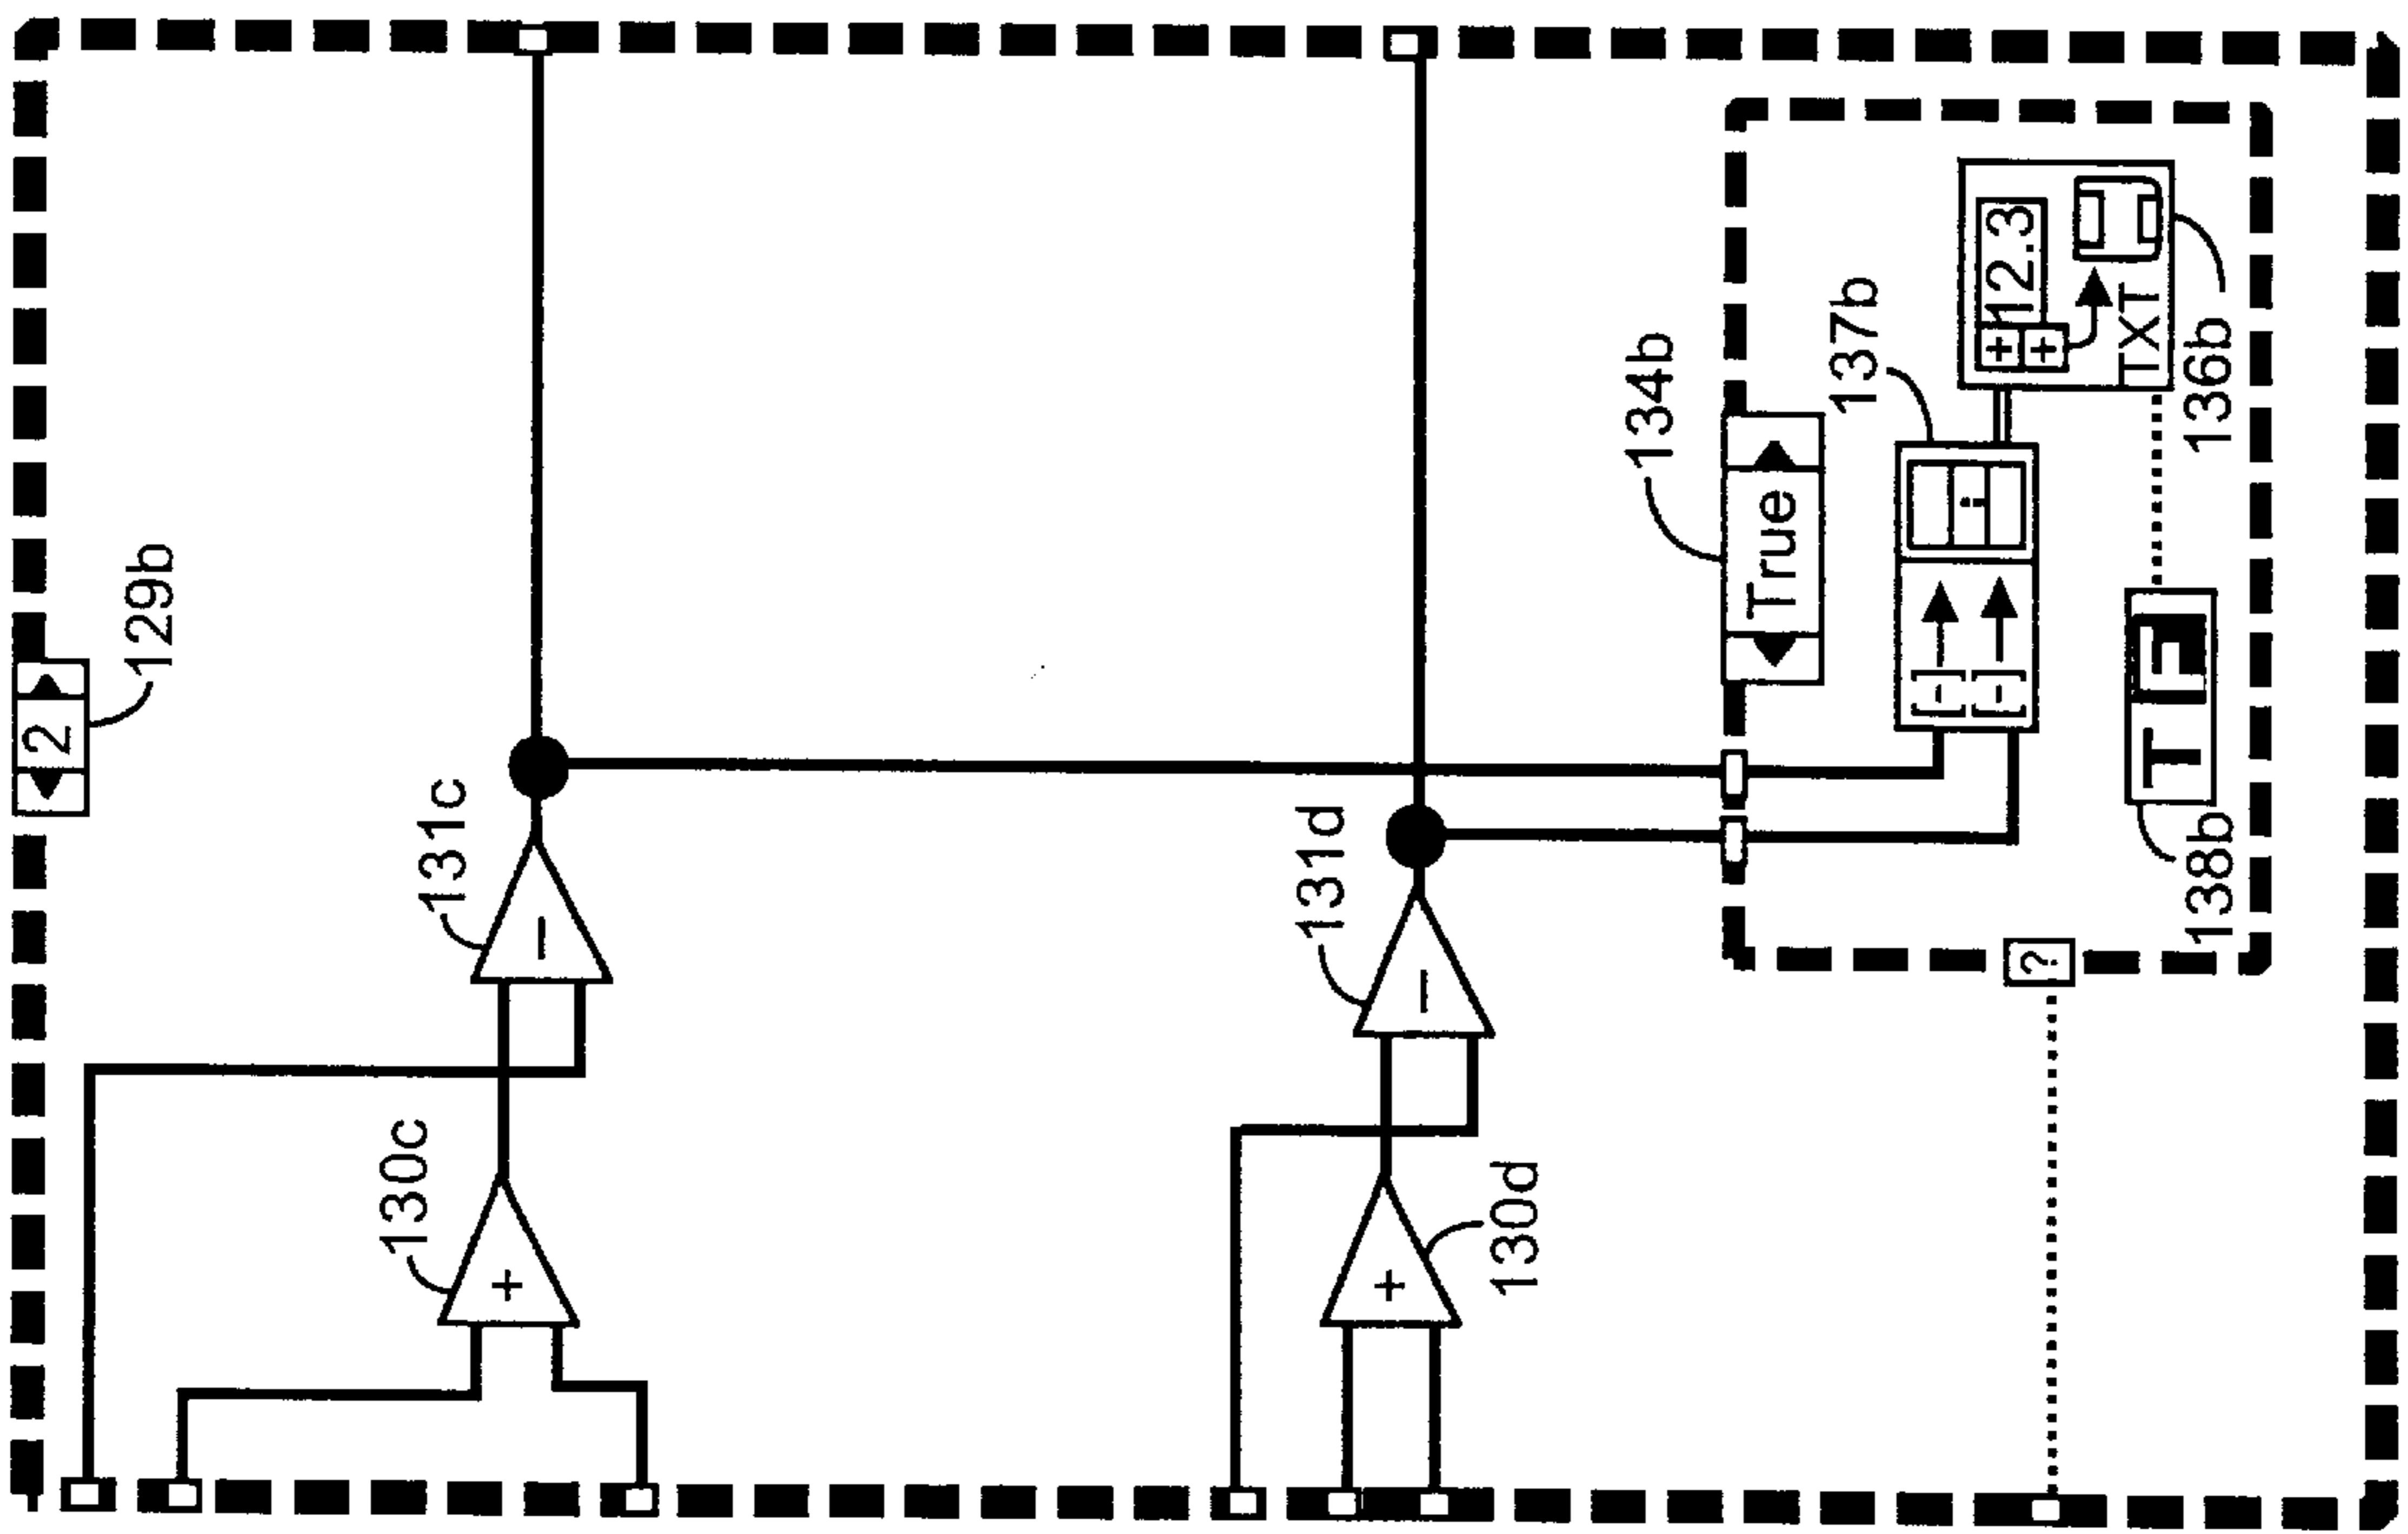 2
129b
131c
130c
+
−
131d
130d
+
−
134b
True
137b
[-]
[-]
+
+
12.3
TXT
136b
T
T F
138b
?